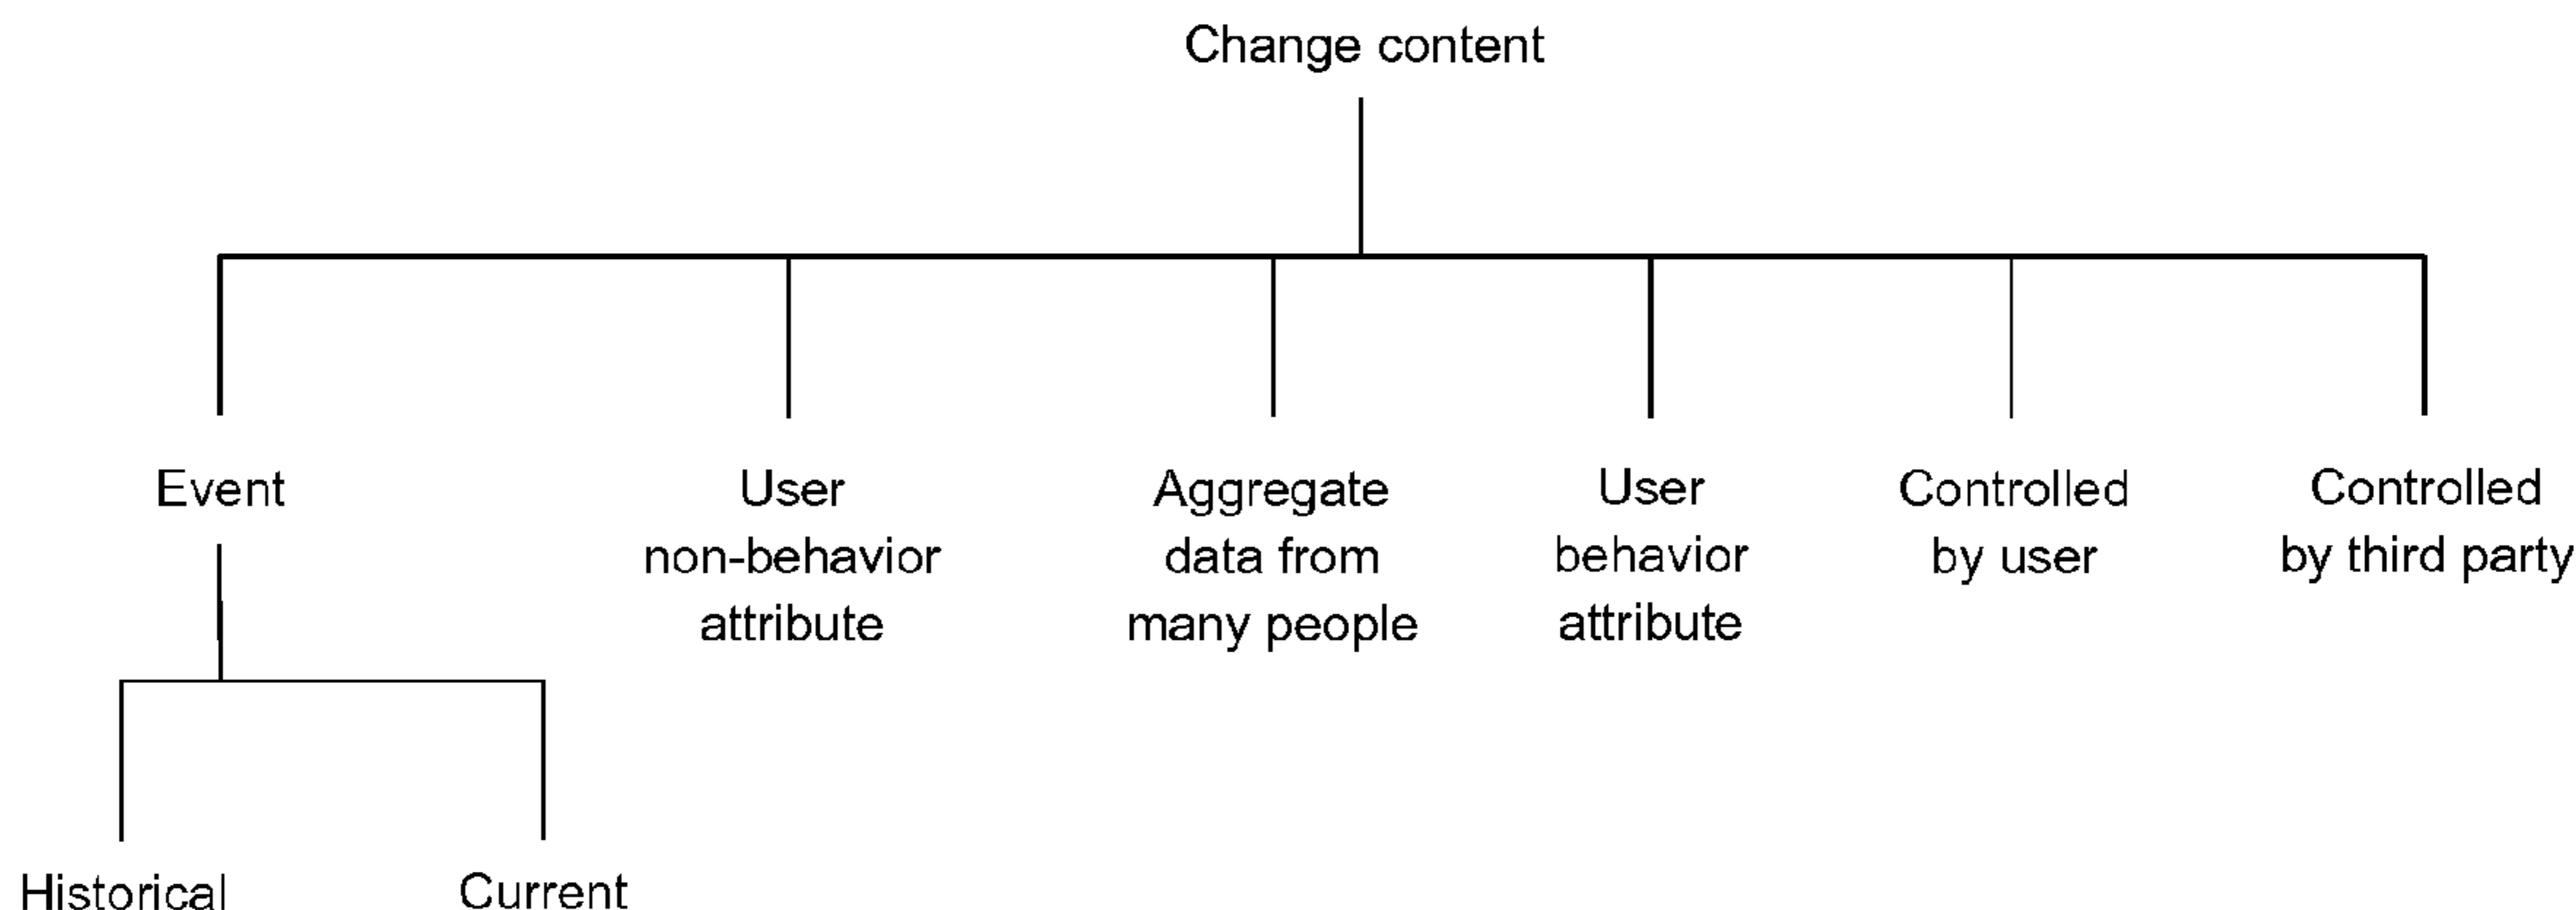 Change content
Event
User
non-behavior
attribute
Aggregate
data from
many people
User
behavior
attribute
Controlled
by user
Controlled
by third party
Historical
Current